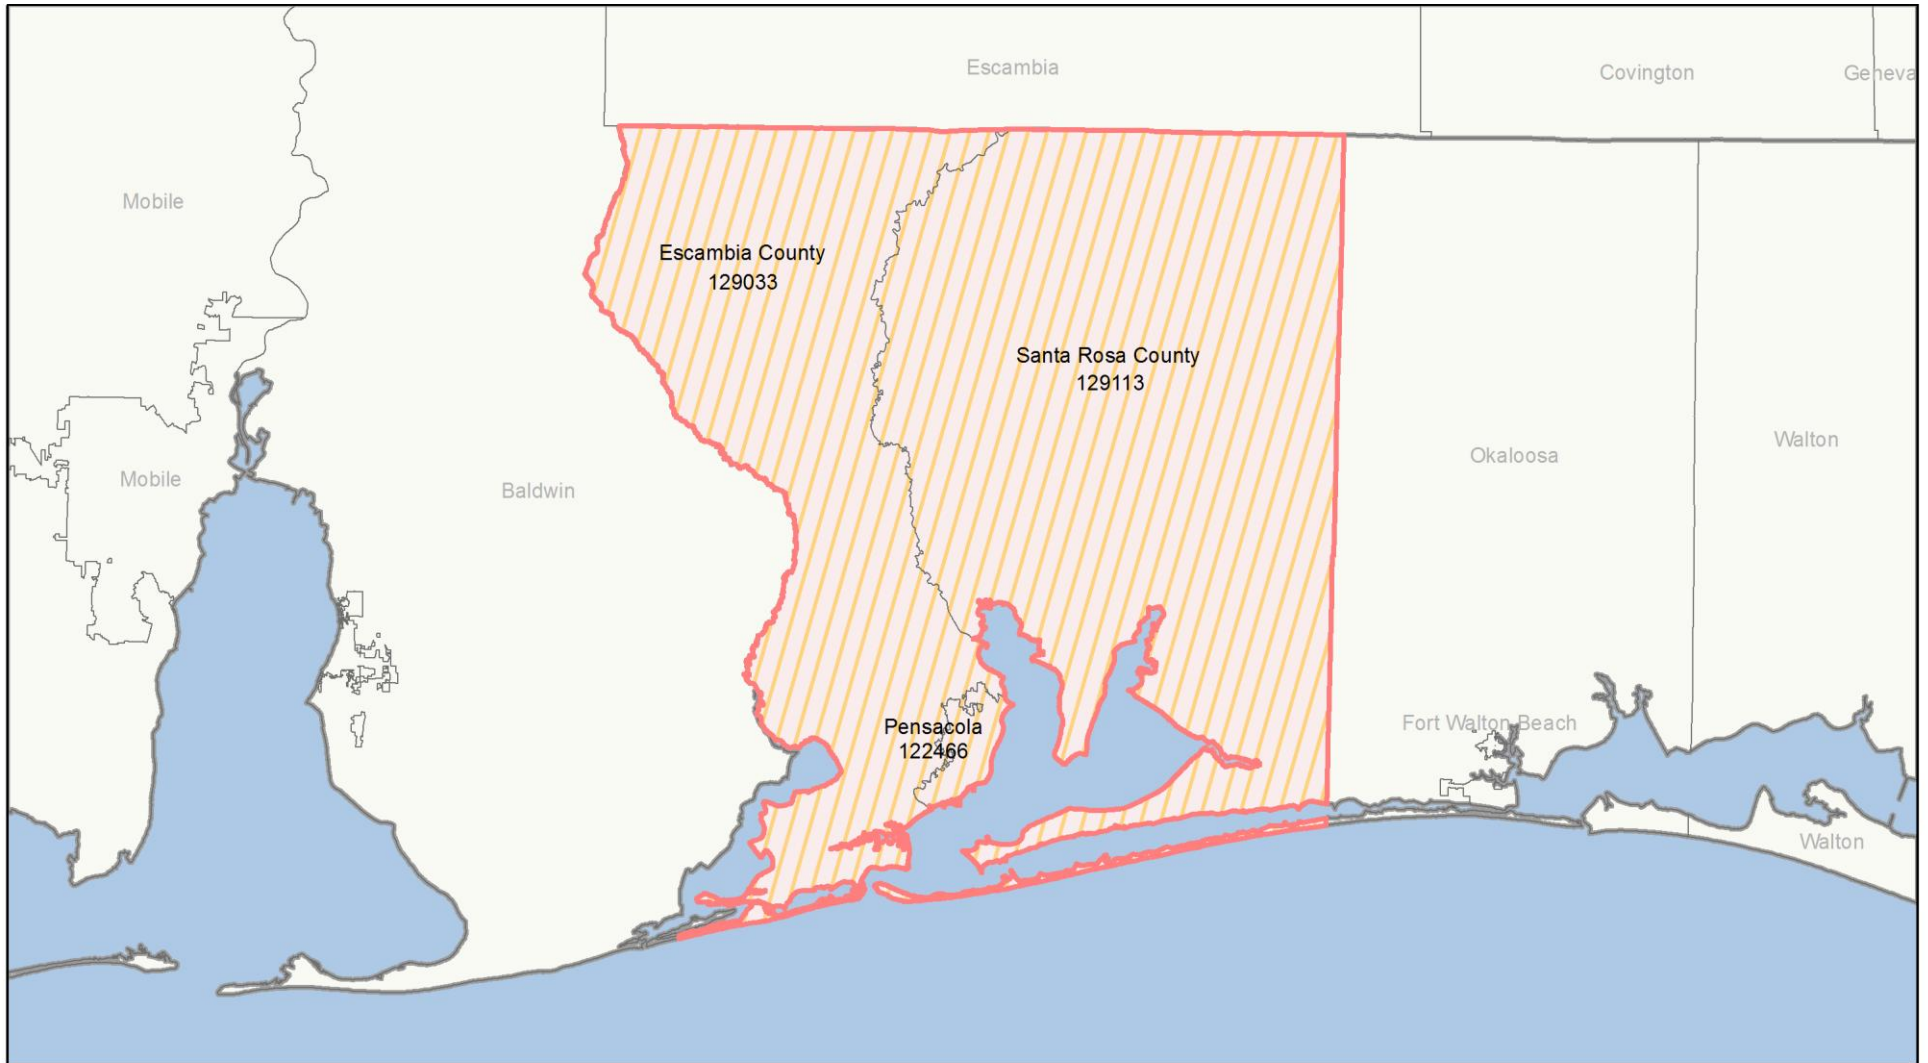 Escambia
Covington
Geneva
Mobile
Escambia County
129033
Santa Rosa County
129113
Walton
Okaloosa
Mobile
Baldwin
Fort Walton Beach
Pensacola
122466
Walton